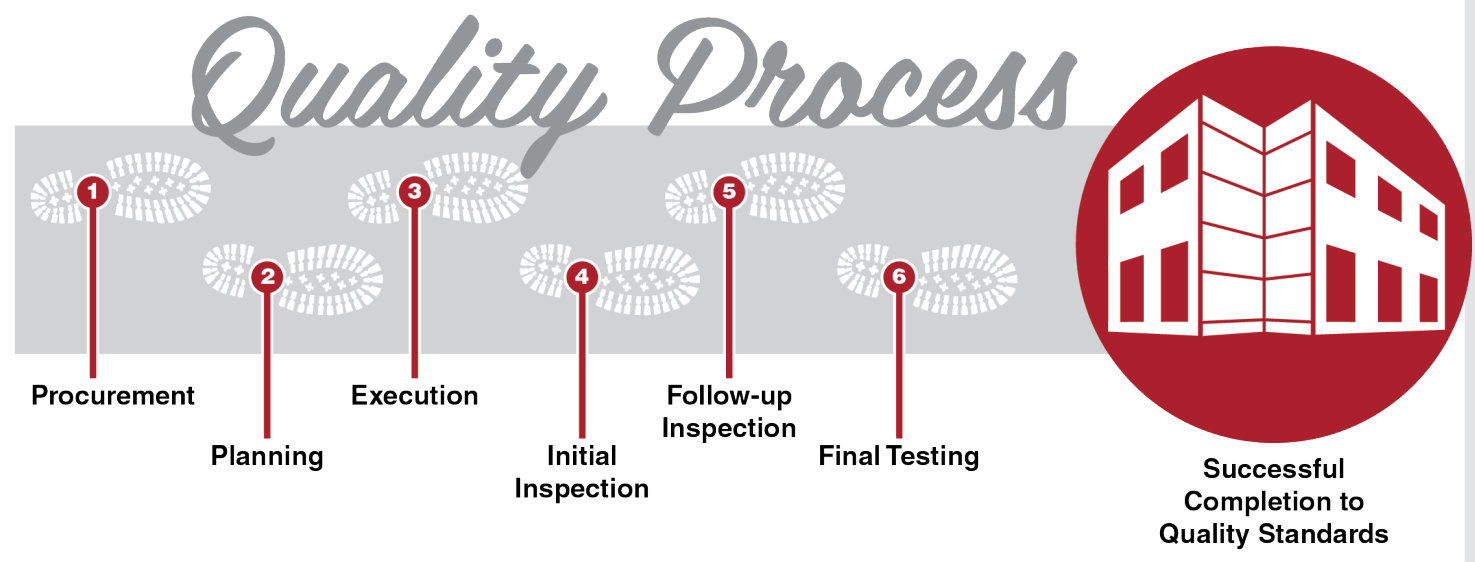 Quality Process
1
Procurement
2
Planning
3
Execution
4
Initial
Inspection
5
Follow-up
Inspection
6
Final Testing
Successful
Completion to
Quality Standards